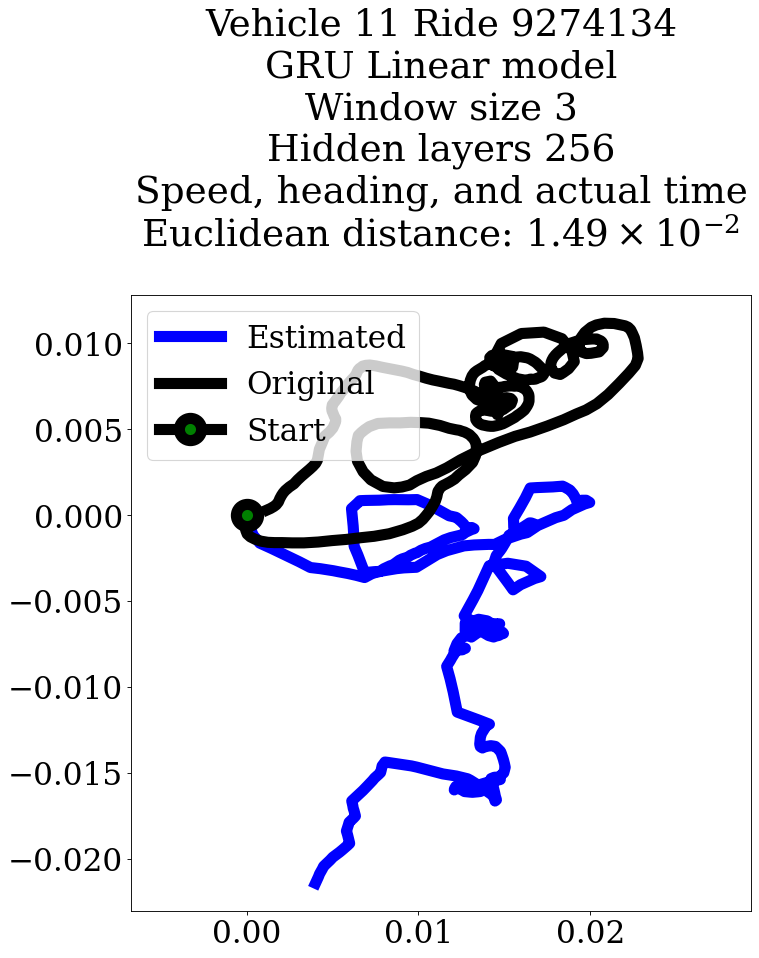 Vehicle 11 Ride 9274134
GRU Linear model
Window size 3
Hidden layers 256
Speed, heading, and actual time
Euclidean distance: 1.49 × 10⁻²
Estimated
Original
Start
0.010
0.005
0.000
−0.005
−0.010
−0.015
−0.020
0.00 0.01 0.02